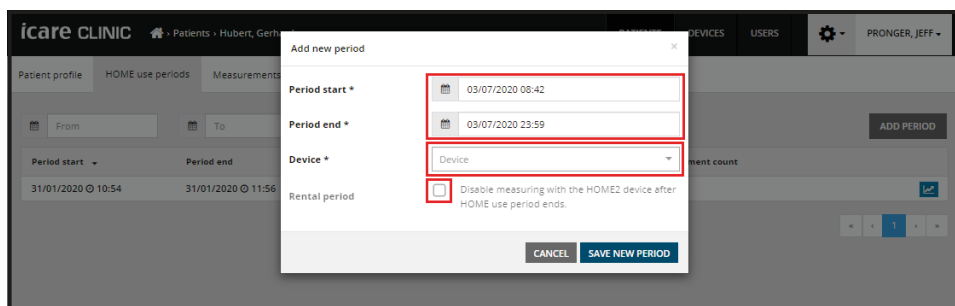 icare CLINIC
Patients › Hubert, Gerh
DEVICES
USERS
PRONGER, JEFF
Patient profile
HOME use periods
Measurements
Add new period
×
Period start *
03/07/2020 08:42
Period end *
03/07/2020 23:59
Device *
Device
Rental period
Disable measuring with the HOME2 device after
HOME use period ends.
CANCEL
SAVE NEW PERIOD
From
To
ADD PERIOD
Period start
Period end
ment count
31/01/2020 10:54
31/01/2020 11:56
« ‹ 1 › »